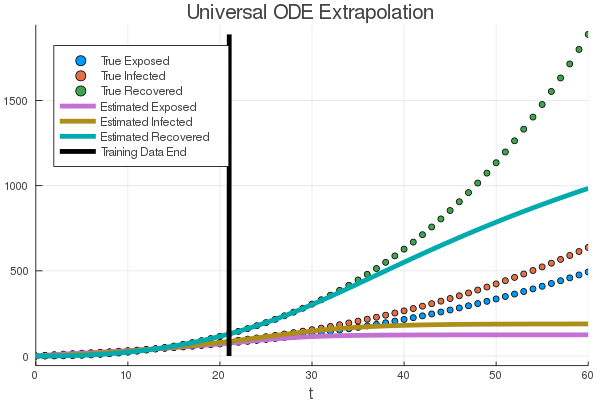 Universal ODE Extrapolation
True Exposed
True Infected
True Recovered
Estimated Exposed
Estimated Infected
Estimated Recovered
Training Data End
1500
1000
500
0
0 10 20 30 40 50 60
t